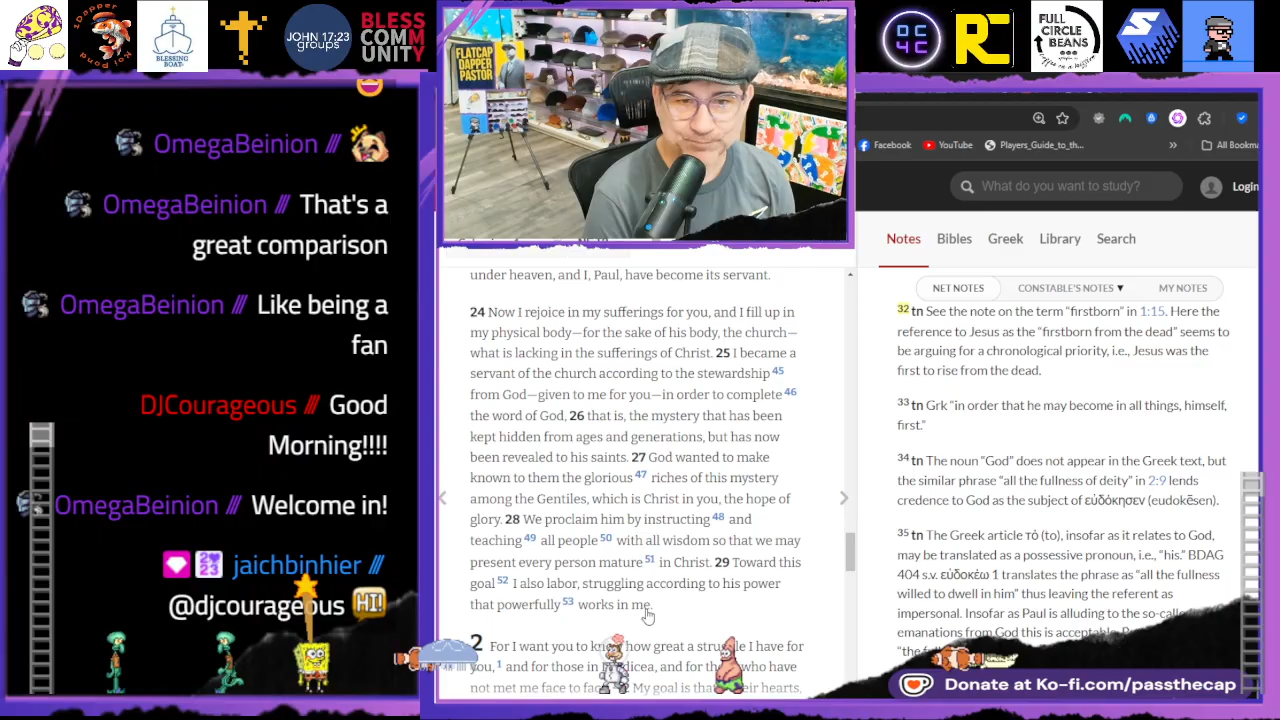 BLESSING
BOAT
JOHN 17:23
groups
BLESS
COMM
UNITY
OC
4C
RC
FULL
CIRCLE
BEANS
OmegaBeinion ///
OmegaBeinion /// That's a
great comparison
OmegaBeinion /// Like being a
fan
DJCourageous /// Good
Morning!!!!
OmegaBeinion /// Welcome in!
jaichbinhier ///
@djcourageous HI!
FLATCAP
DAPPER
PASTOR
under heaven, and I, Paul, have become its servant.
24 Now I rejoice in my sufferings for you, and I fill up in
my physical body—for the sake of his body, the church—
what is lacking in the sufferings of Christ. 25 I became a
servant of the church according to the stewardship 45
from God—given to me for you—in order to complete 46
the word of God, 26 that is, the mystery that has been
kept hidden from ages and generations, but has now
been revealed to his saints. 27 God wanted to make
known to them the glorious 47 riches of this mystery
among the Gentiles, which is Christ in you, the hope of
glory. 28 We proclaim him by instructing 48 and
teaching 49 all people 50 with all wisdom so that we may
present every person mature 51 in Christ. 29 Toward this
goal 52 I also labor, struggling according to his power
that powerfully 53 works in me.
2 For I want you to know how great a struggle I have for
you, 1 and for those in and for who have
not met me face to My goal is hearts,
Facebook YouTube Players_Guide_to_th... » All Bookma
What do you want to study? Login
Notes Bibles Greek Library Search
NET NOTES CONSTABLE'S NOTES ▼ MY NOTES
32 tn See the note on the term “firstborn” in 1:15. Here the
reference to Jesus as the “firstborn from the dead” seems to
be arguing for a chronological priority, i.e., Jesus was the
first to rise from the dead.
33 tn Grk “in order that he may become in all things, himself,
first.”
34 tn The noun “God” does not appear in the Greek text, but
the similar phrase “all the fullness of deity” in 2:9 lends
credence to God as the subject of εὐδόκησεν (eudokēsen).
35 tn The Greek article τό (to), insofar as it relates to God,
may be translated as a possessive pronoun, i.e., “his.” BDAG
404 s.v. εὐδοκέω 1 translates the phrase as “all the fullness
willed to dwell in him” thus leaving the referent as
impersonal. Insofar as Paul is alluding to the so-called
emanations from God this is
“the
Donate at Ko-fi.com/passthecap